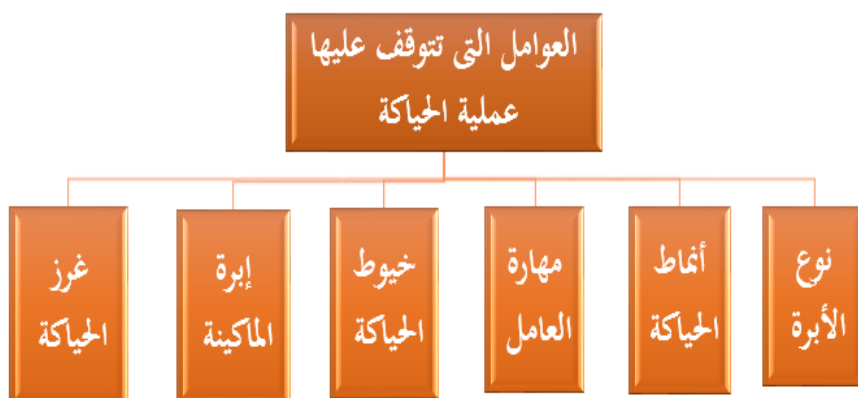 العوامل التى تتوقف عليها
عملية الحياكة
نوع
الأبرة
أنماط
الحياكة
مهارة
العامل
خيوط
الحياكة
إبرة
الماكينة
غرز
الحياكة